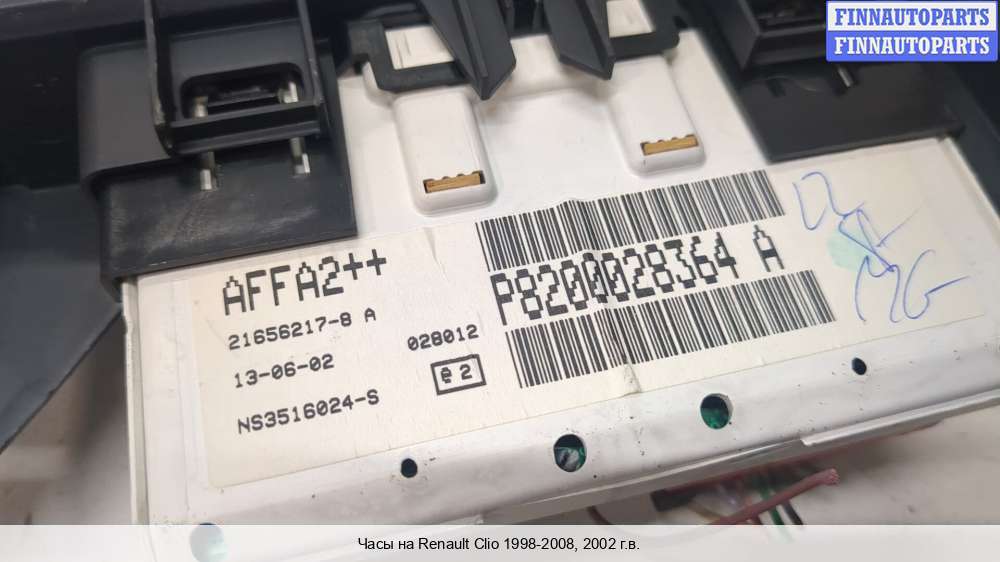 FINNAUTOPARTS
FINNAUTOPARTS
AFFA2++
21656217-8 A
13-06-02
NS3516024-S
028012
e 2
P8200028364 A
Часы на Renault Clio 1998-2008, 2002 г.в.